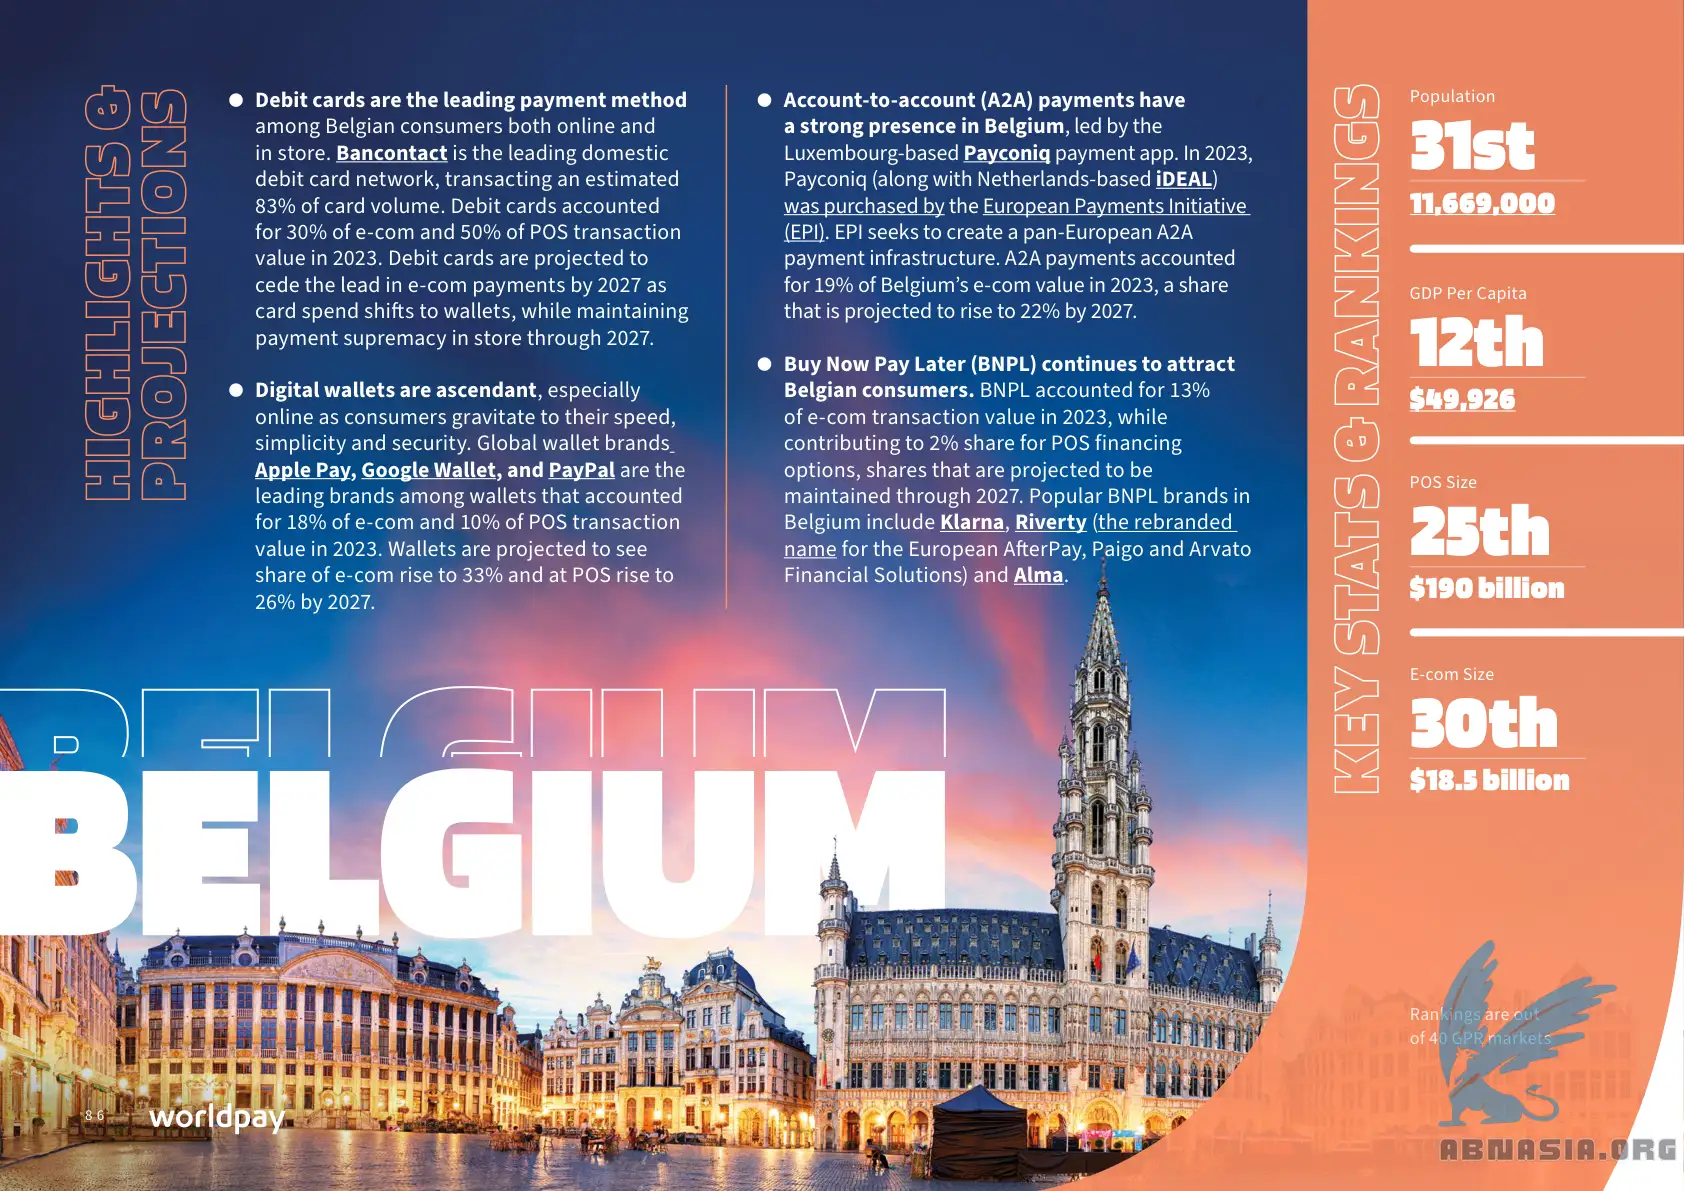 HIGHLIGHTS &
PROJECTIONS
● Debit cards are the leading payment method
among Belgian consumers both online and
in store. Bancontact is the leading domestic
debit card network, transacting an estimated
83% of card volume. Debit cards accounted
for 30% of e-com and 50% of POS transaction
value in 2023. Debit cards are projected to
cede the lead in e-com payments by 2027 as
card spend shifts to wallets, while maintaining
payment supremacy in store through 2027.
● Digital wallets are ascendant, especially
online as consumers gravitate to their speed,
simplicity and security. Global wallet brands
Apple Pay, Google Wallet, and PayPal are the
leading brands among wallets that accounted
for 18% of e-com and 10% of POS transaction
value in 2023. Wallets are projected to see
share of e-com rise to 33% and at POS rise to
26% by 2027.
● Account-to-account (A2A) payments have
a strong presence in Belgium, led by the
Luxembourg-based Payconiq payment app. In 2023,
Payconiq (along with Netherlands-based iDEAL)
was purchased by the European Payments Initiative
(EPI). EPI seeks to create a pan-European A2A
payment infrastructure. A2A payments accounted
for 19% of Belgium’s e-com value in 2023, a share
that is projected to rise to 22% by 2027.
● Buy Now Pay Later (BNPL) continues to attract
Belgian consumers. BNPL accounted for 13%
of e-com transaction value in 2023, while
contributing to 2% share for POS financing
options, shares that are projected to be
maintained through 2027. Popular BNPL brands in
Belgium include Klarna, Riverty (the rebranded
name for the European AfterPay, Paigo and Arvato
Financial Solutions) and Alma.
BELGIUM
BELGIUM
KEY STATS & RANKINGS
Population
31st
11,669,000
GDP Per Capita
12th
$49,926
POS Size
25th
$190 billion
E-com Size
30th
$18.5 billion
Rankings are out
of 40 GPR markets
86
worldpay
ABNASIA.ORG